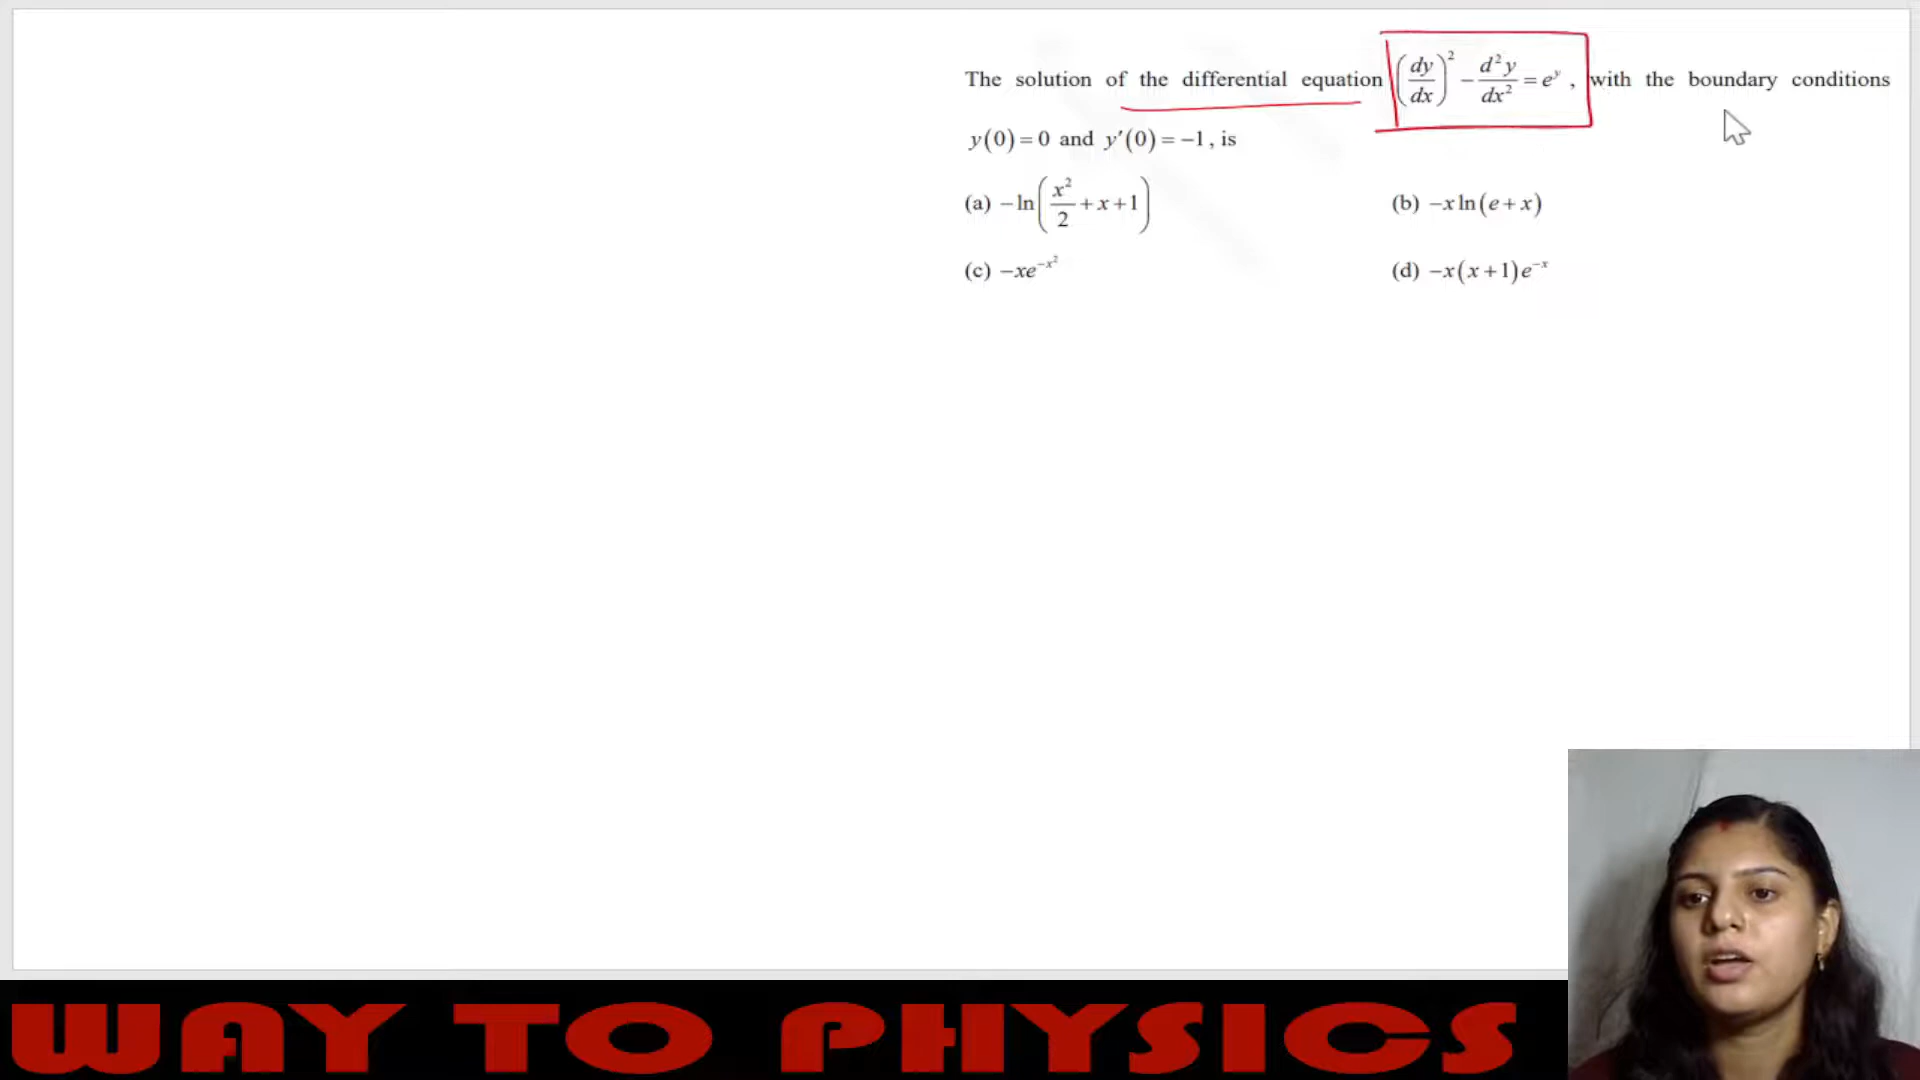 The solution of the differential equation (dy/dx)² − d²y/dx² = eʸ , with the boundary conditions
y(0) = 0 and y′(0) = −1, is
(a) −ln(x²/2 + x + 1) (b) −x ln(e + x)
(c) −xe^(−x²) (d) −x(x + 1)e^(−x)
WAY TO PHYSICS